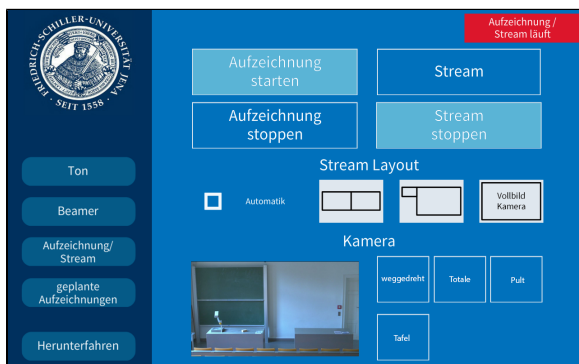 FRIEDRICH-SCHILLER-UNIVERSITÄT JENA
· SEIT 1558 ·
Aufzeichnung /
Stream läuft
Aufzeichnung
starten
Stream
Aufzeichnung
stoppen
Stream
stoppen
Stream Layout
Automatik
Vollbild
Kamera
Kamera
weggedreht
Totale
Pult
Tafel
Ton
Beamer
Aufzeichnung/
Stream
geplante
Aufzeichnungen
Herunterfahren